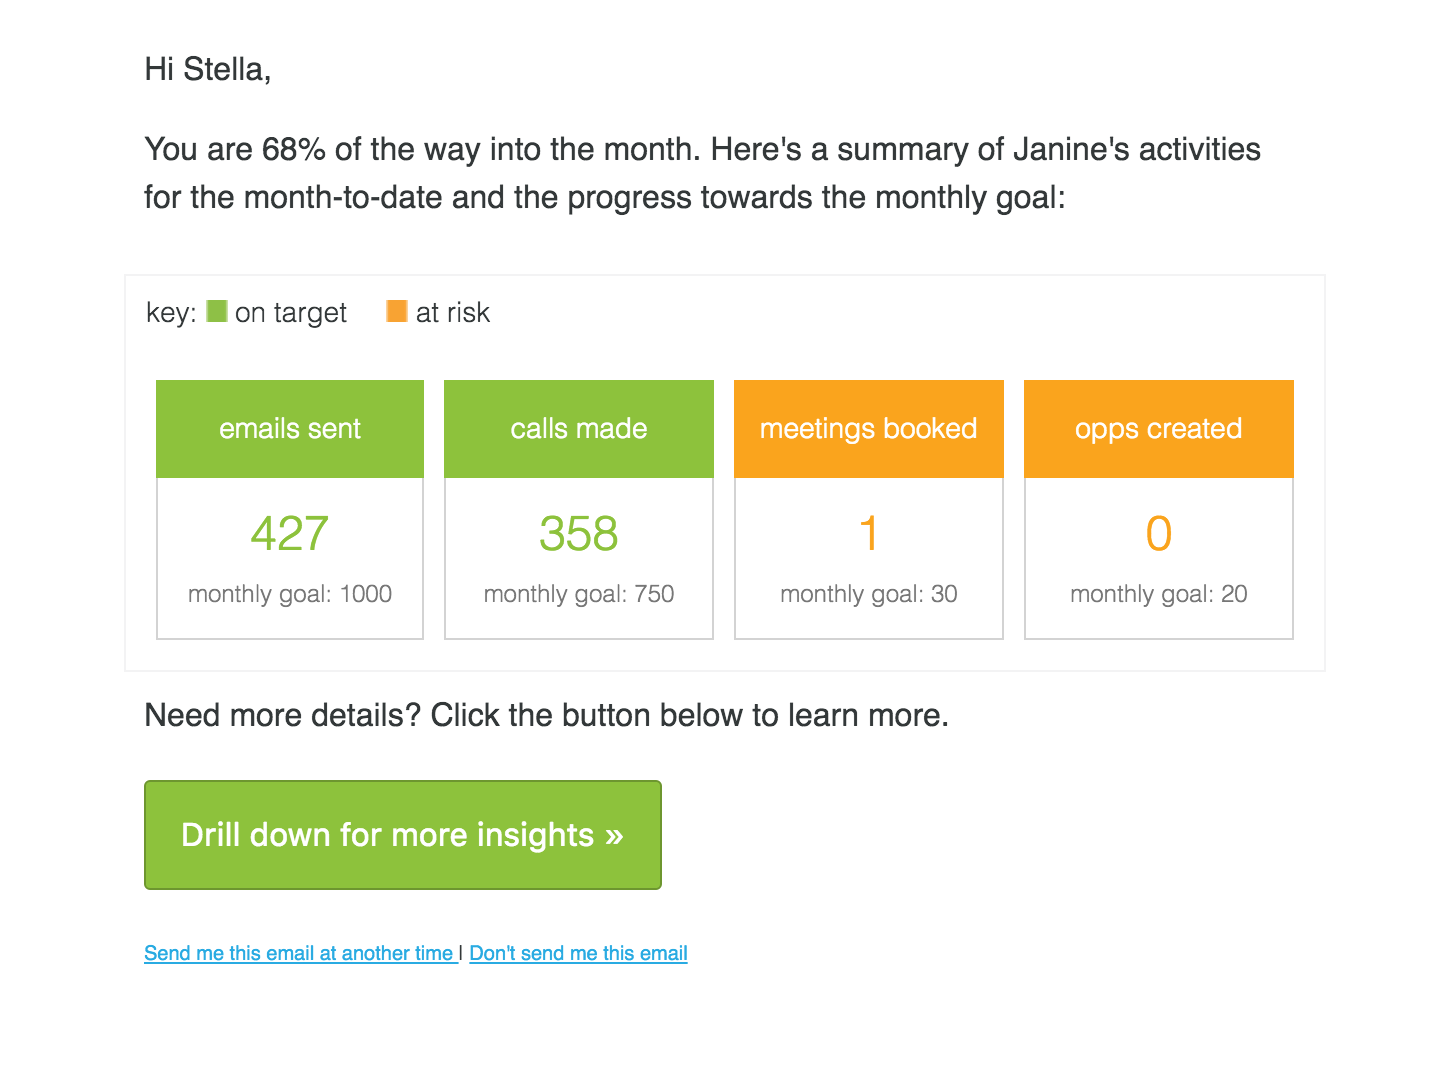 Hi Stella,
You are 68% of the way into the month. Here's a summary of Janine's activities
for the month-to-date and the progress towards the monthly goal:
key: on target at risk
emails sent
427
monthly goal: 1000
calls made
358
monthly goal: 750
meetings booked
1
monthly goal: 30
opps created
0
monthly goal: 20
Need more details? Click the button below to learn more.
Drill down for more insights »
Send me this email at another time | Don't send me this email